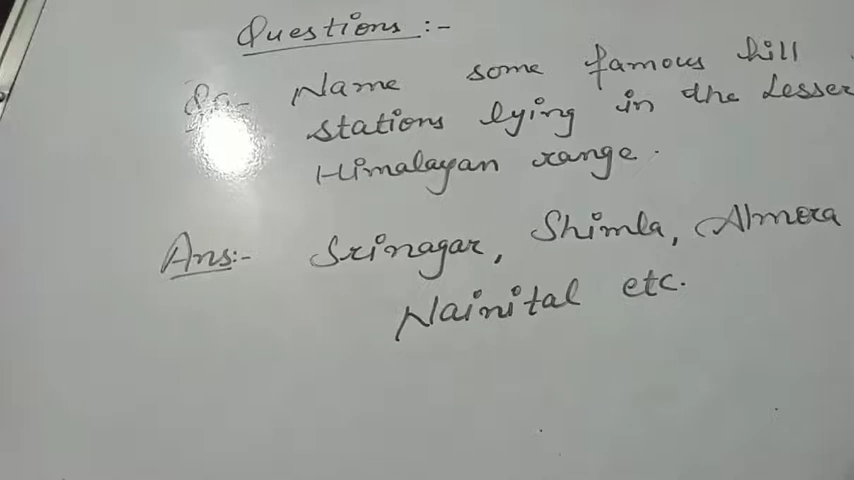 Questions :-
Name some famous hill
stations lying in the Lesser
Himalayan range.
Ans:- Srinagar, Shimla, Almora
Nainital etc.